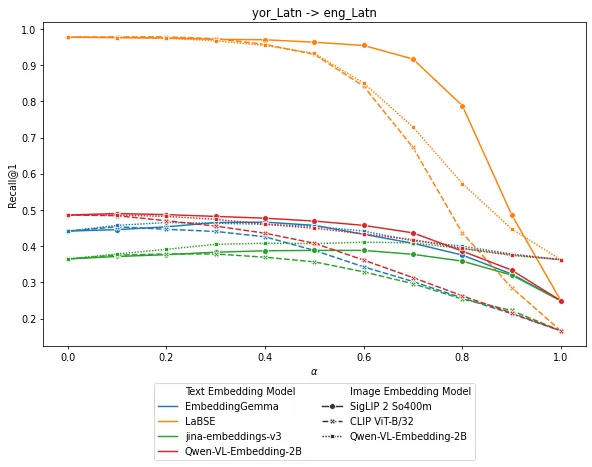 yor_Latn -> eng_Latn
Recall@1
1.0
0.9
0.8
0.7
0.6
0.5
0.4
0.3
0.2
0.0 0.2 0.4 0.6 0.8 1.0
α
Text Embedding Model Image Embedding Model
EmbeddingGemma SigLIP 2 So400m
LaBSE CLIP ViT-B/32
jina-embeddings-v3 Qwen-VL-Embedding-2B
Qwen-VL-Embedding-2B